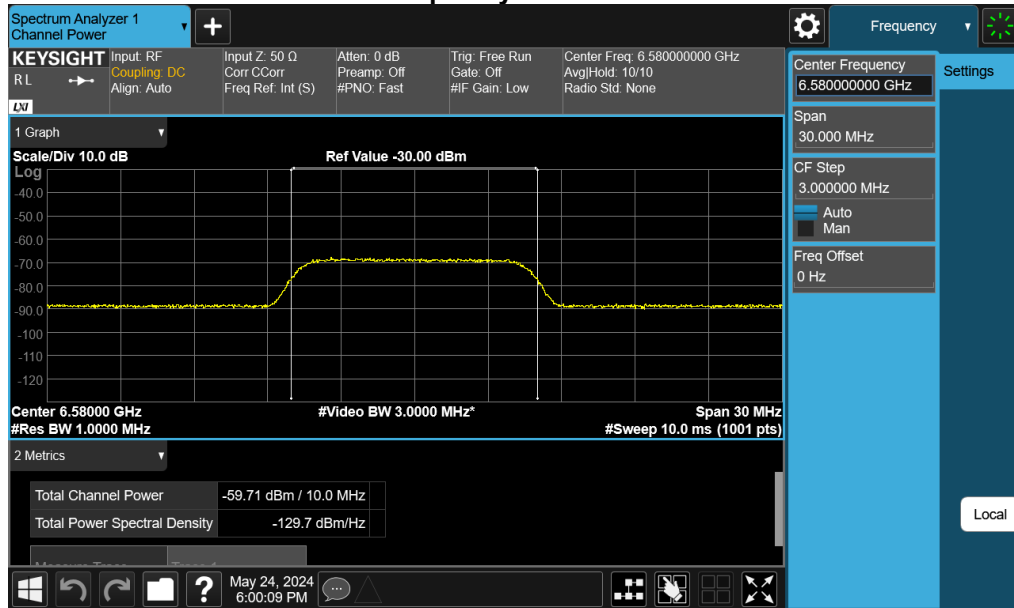 Spectrum Analyzer 1
Channel Power
Frequency
KEYSIGHT
R L
LXI
Input: RF
Coupling: DC
Align: Auto
Input Z: 50 Ω
Corr CCorr
Freq Ref: Int (S)
Atten: 0 dB
Preamp: Off
#PNO: Fast
Trig: Free Run
Gate: Off
#IF Gain: Low
Center Freq: 6.580000000 GHz
Avg|Hold: 10/10
Radio Std: None
Center Frequency
6.580000000 GHz
Settings
Span
30.000 MHz
CF Step
3.000000 MHz
Auto
Man
Freq Offset
0 Hz
1 Graph
Scale/Div 10.0 dB
Ref Value -30.00 dBm
Log
-40.0
-50.0
-60.0
-70.0
-80.0
-90.0
-100
-110
-120
Center 6.58000 GHz
#Video BW 3.0000 MHz*
Span 30 MHz
#Res BW 1.0000 MHz
#Sweep 10.0 ms (1001 pts)
2 Metrics
Total Channel Power -59.71 dBm / 10.0 MHz
Total Power Spectral Density -129.7 dBm/Hz
Local
?
May 24, 2024
6:00:09 PM